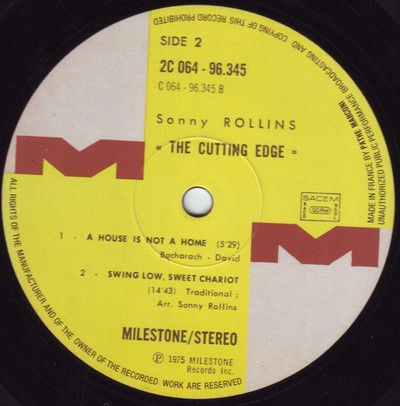 SIDE 2
2C 064 - 96.345
C 064 - 96.345 B
Sonny ROLLINS
« THE CUTTING EDGE »
M
M
SACEM
SDRM
1 - A HOUSE IS NOT A HOME (5'29)
Bacharach - David
2 - SWING LOW, SWEET CHARIOT
(14'43) Traditional ;
Arr. Sonny Rollins
MILESTONE/STEREO
Ⓟ 1975 MILESTONE
Records Inc.
ALL RIGHTS OF THE MANUFACTURER AND OF THE OWNER OF THE RECORDED WORK ARE RESERVED
UNAUTHORIZED PUBLIC PERFORMANCE BROADCASTING AND COPYING OF THIS RECORD PROHIBITED
MADE IN FRANCE BY PATHE MARCONI